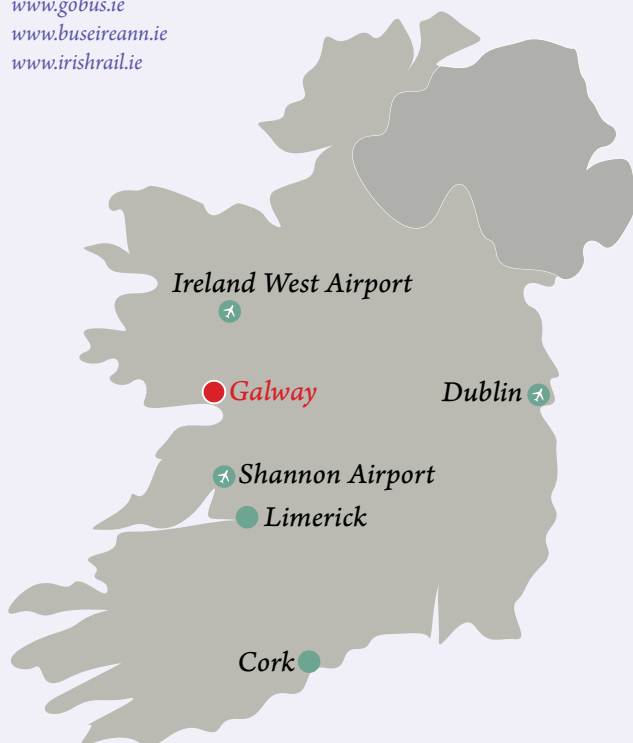 www.gobus.ie
www.buseireann.ie
www.irishrail.ie
Ireland West Airport
Galway
Dublin
Shannon Airport
Limerick
Cork